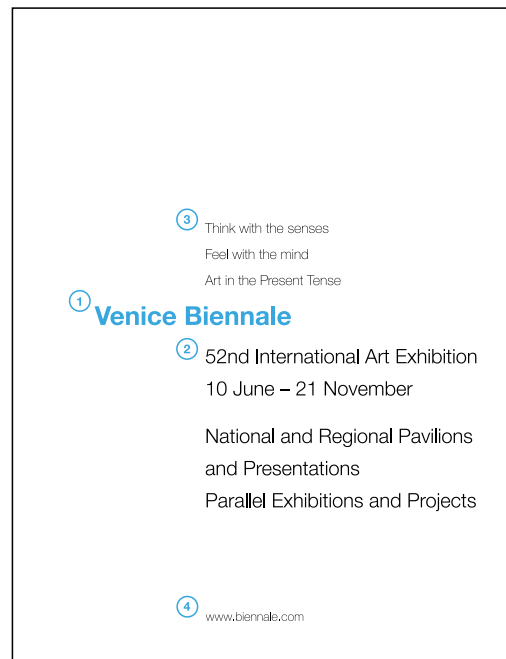 3 Think with the senses
Feel with the mind
Art in the Present Tense
1 Venice Biennale
2 52nd International Art Exhibition
10 June – 21 November
National and Regional Pavilions
and Presentations
Parallel Exhibitions and Projects
4 www.biennale.com